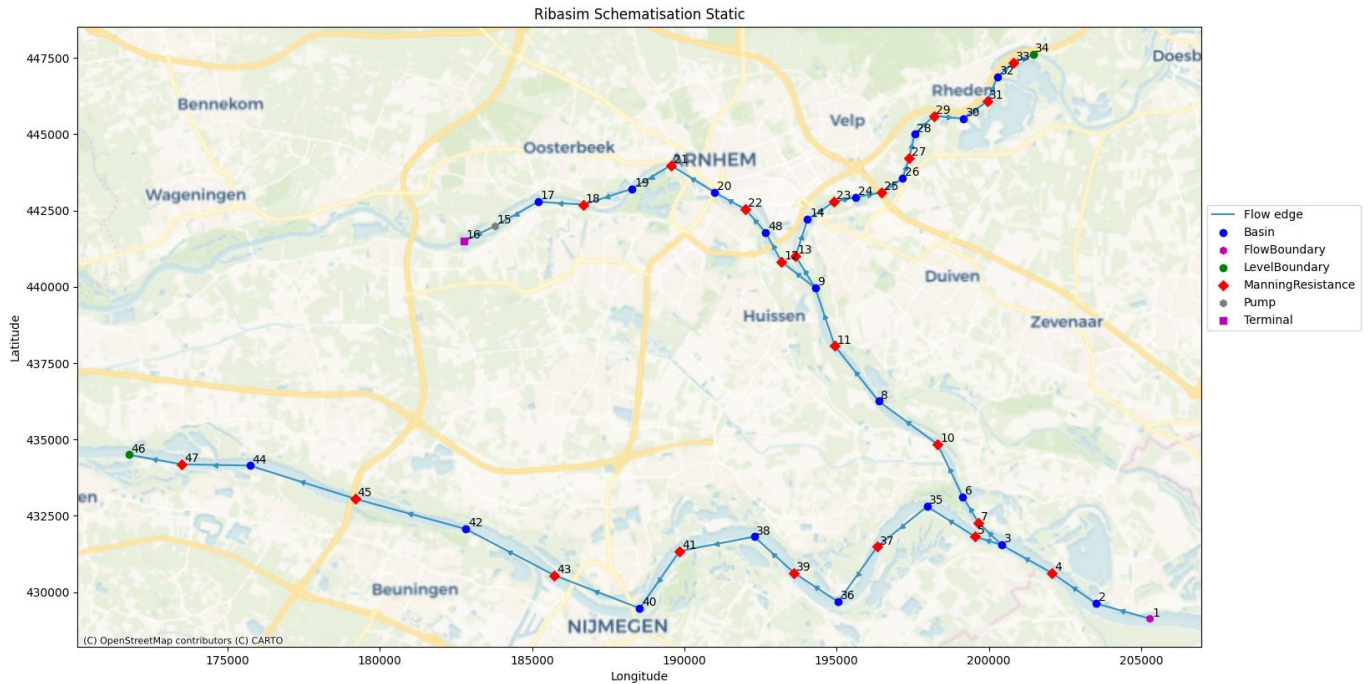 Ribasim Schematisation Static
447500
445000
442500
440000
437500
435000
432500
430000
Latitude
175000
180000
185000
190000
195000
200000
205000
Longitude
Bennekom
Wageningen
Oosterbeek
ARNHEM
Velp
Rheden
Doesb
Duiven
Huissen
Zevenaar
en
Beuningen
NIJMEGEN
34
33
32
31
30
29
28
27
26
25
24
23
14
13
12
48
22
20
21
19
18
17
15
16
9
11
8
10
6
7
5
3
4
2
1
35
37
36
39
38
41
40
43
42
45
44
47
46
Flow edge
Basin
FlowBoundary
LevelBoundary
ManningResistance
Pump
Terminal
(C) OpenStreetMap contributors (C) CARTO